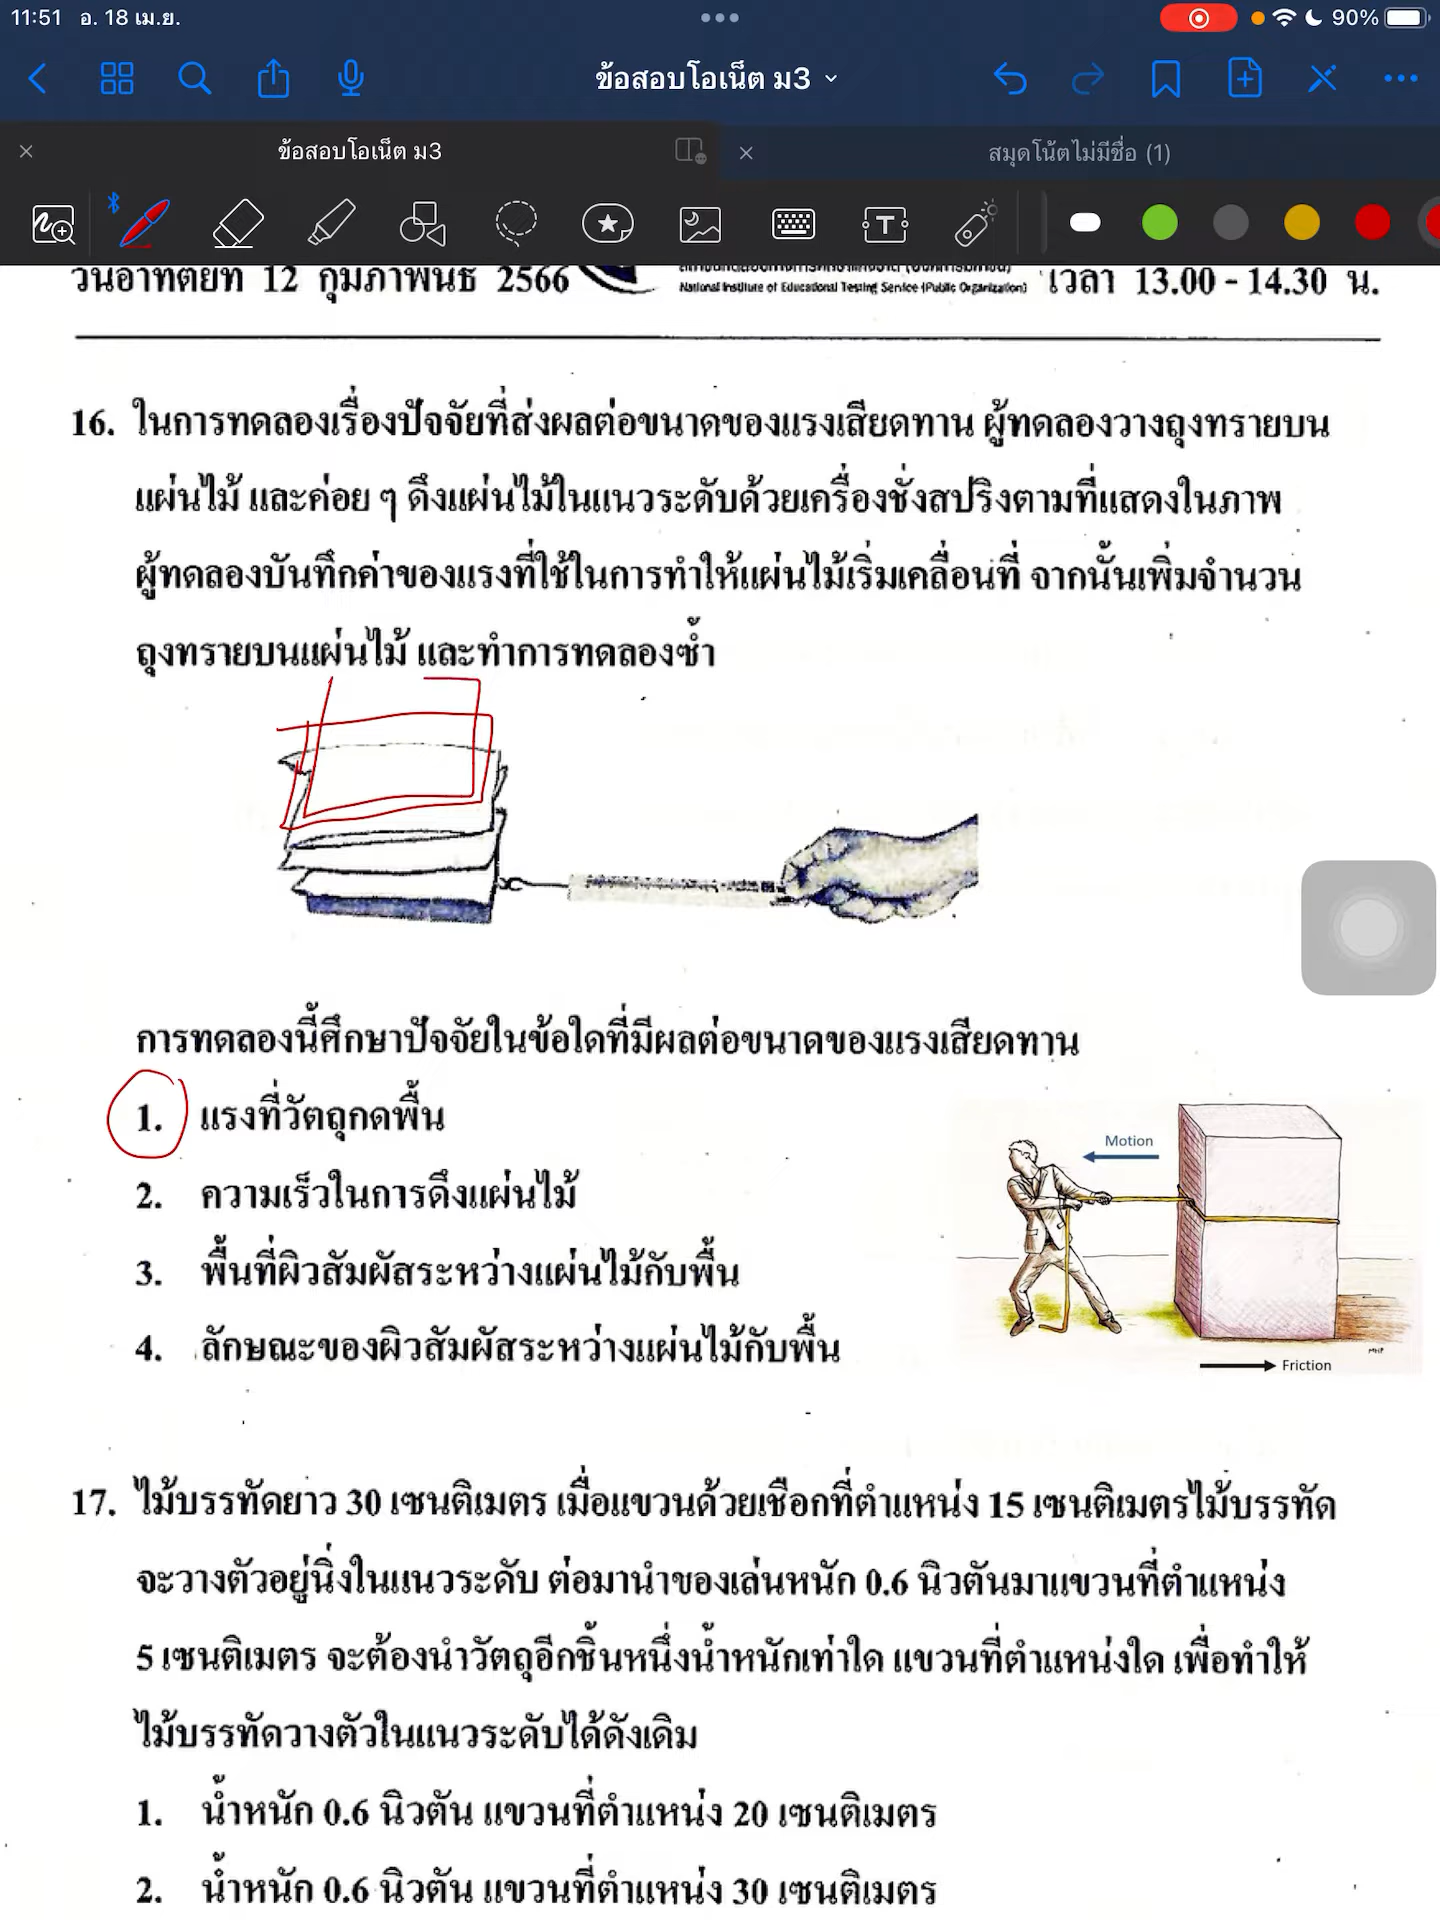 11:51 อ. 18 เม.ย.
90%
ข้อสอบโอเน็ต ม3
ข้อสอบโอเน็ต ม3
สมุดโน้ตไม่มีชื่อ (1)
วันอาทิตย์ที่ 12 กุมภาพันธ์ 2566
National Institute of Educational Testing Service (Public Organization)
เวลา 13.00 - 14.30 น.
16. ในการทดลองเรื่องปัจจัยที่ส่งผลต่อขนาดของแรงเสียดทาน ผู้ทดลองวางถุงทรายบน
แผ่นไม้ และค่อย ๆ ดึงแผ่นไม้ในแนวระดับด้วยเครื่องชั่งสปริงตามที่แสดงในภาพ
ผู้ทดลองบันทึกค่าของแรงที่ใช้ในการทำให้แผ่นไม้เริ่มเคลื่อนที่ จากนั้นเพิ่มจำนวน
ถุงทรายบนแผ่นไม้ และทำการทดลองซ้ำ
การทดลองนี้ศึกษาปัจจัยในข้อใดที่มีผลต่อขนาดของแรงเสียดทาน
1. แรงที่วัตถุกดพื้น
2. ความเร็วในการดึงแผ่นไม้
3. พื้นที่ผิวสัมผัสระหว่างแผ่นไม้กับพื้น
4. ลักษณะของผิวสัมผัสระหว่างแผ่นไม้กับพื้น
Motion
Friction
17. ไม้บรรทัดยาว 30 เซนติเมตร เมื่อแขวนด้วยเชือกที่ตำแหน่ง 15 เซนติเมตรไม้บรรทัด
จะวางตัวอยู่นิ่งในแนวระดับ ต่อมานำของเล่นหนัก 0.6 นิวตันมาแขวนที่ตำแหน่ง
5 เซนติเมตร จะต้องนำวัตถุอีกชิ้นหนึ่งน้ำหนักเท่าใด แขวนที่ตำแหน่งใด เพื่อทำให้
ไม้บรรทัดวางตัวในแนวระดับได้ดังเดิม
1. น้ำหนัก 0.6 นิวตัน แขวนที่ตำแหน่ง 20 เซนติเมตร
2. น้ำหนัก 0.6 นิวตัน แขวนที่ตำแหน่ง 30 เซนติเมตร